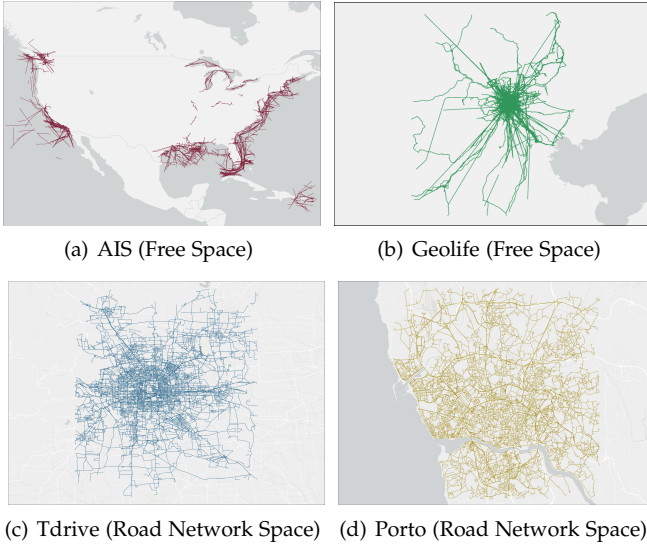 (a) AIS (Free Space)
(b) Geolife (Free Space)
(c) Tdrive (Road Network Space)
(d) Porto (Road Network Space)